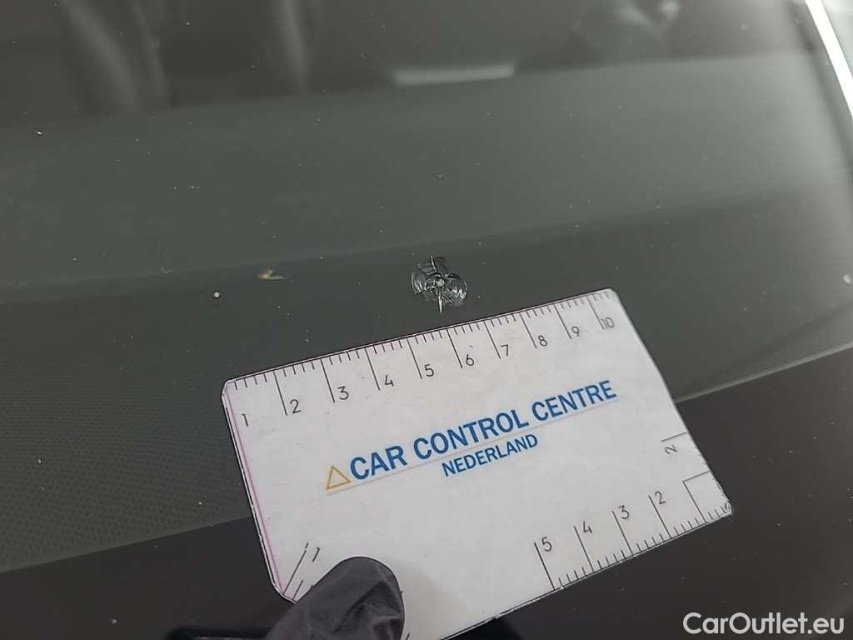 1 2 3 4 5 6 7 8 9 10
CAR CONTROL CENTRE
NEDERLAND
2
5 4 3 2
1
CarOutlet.eu